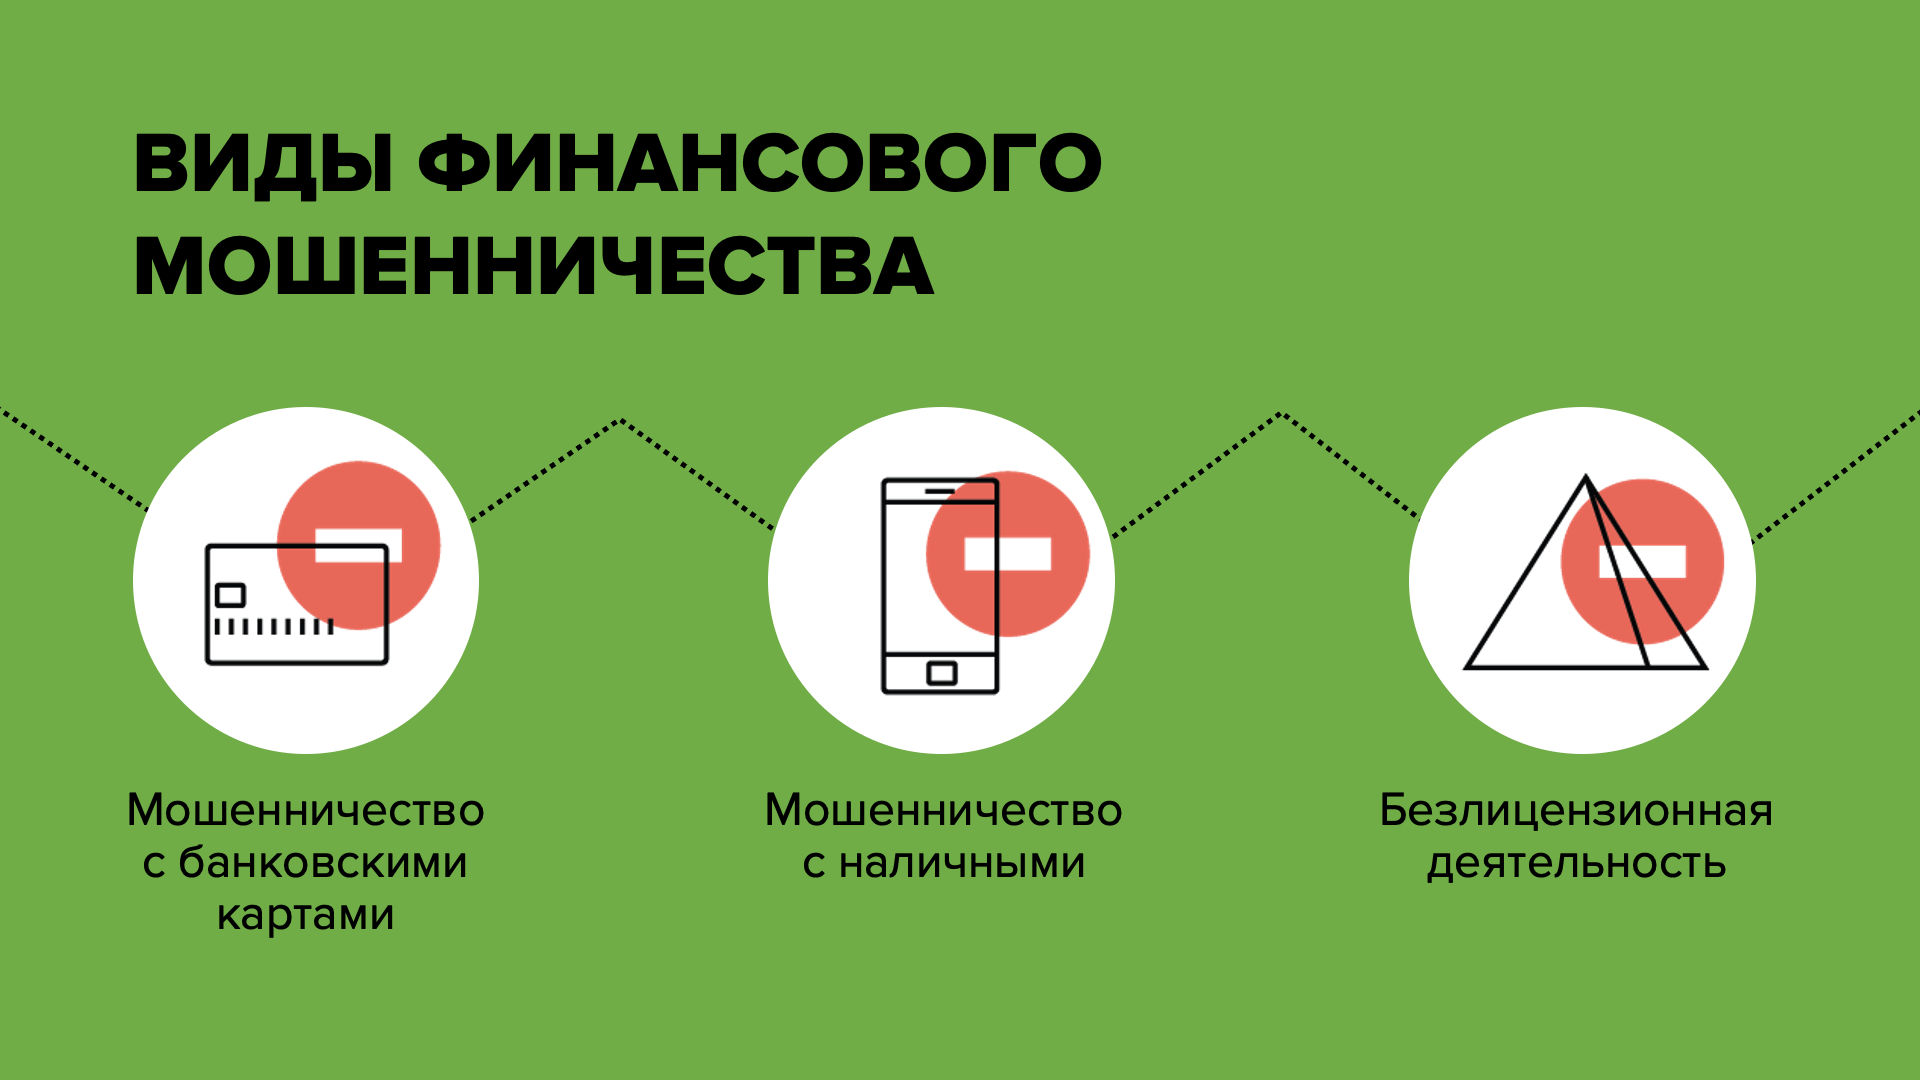 ВИДЫ ФИНАНСОВОГО
МОШЕННИЧЕСТВА
Мошенничество
с банковскими
картами
Мошенничество
с наличными
Безлицензионная
деятельность